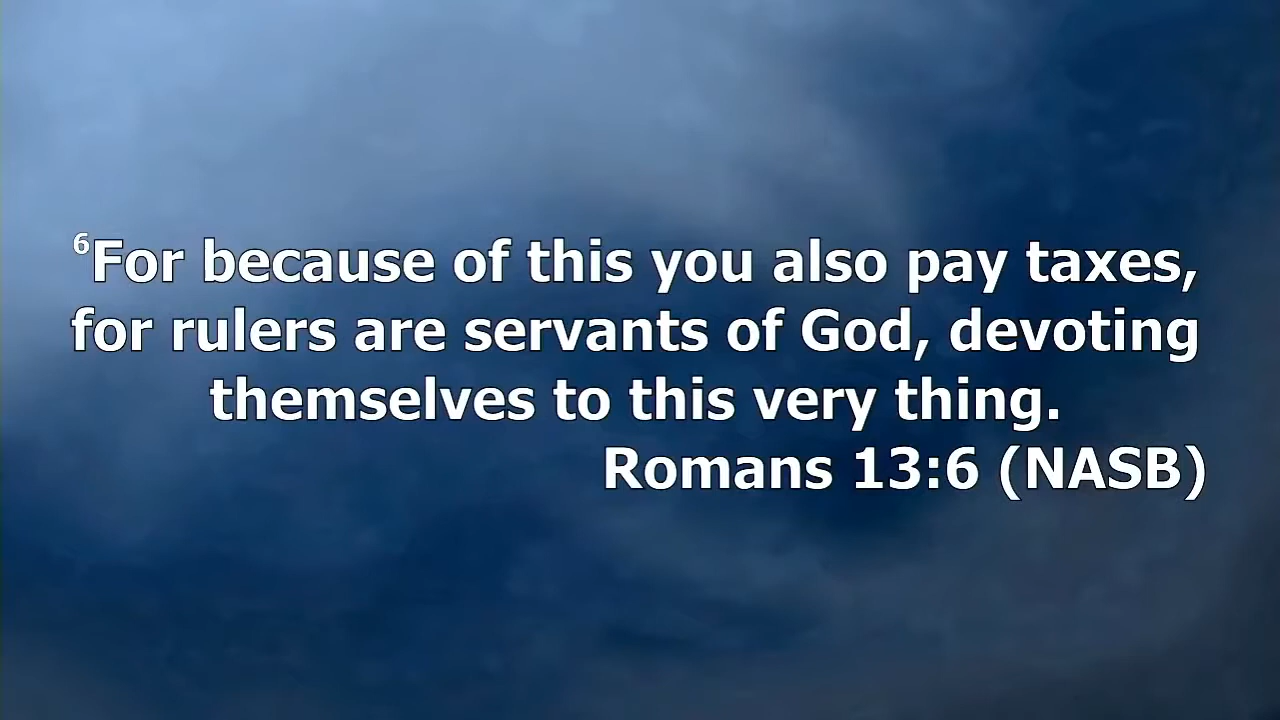 ⁶For because of this you also pay taxes,
for rulers are servants of God, devoting
themselves to this very thing.
Romans 13:6 (NASB)